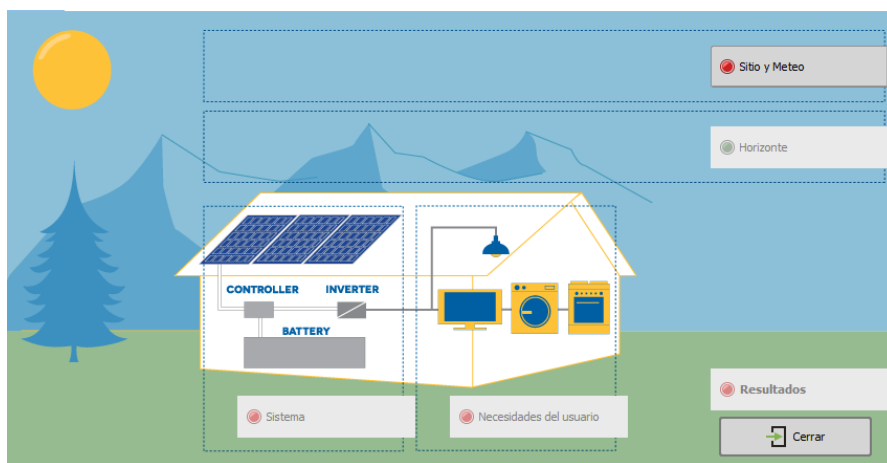 Sitio y Meteo
Horizonte
CONTROLLER
INVERTER
BATTERY
Resultados
Sistema
Necesidades del usuario
Cerrar